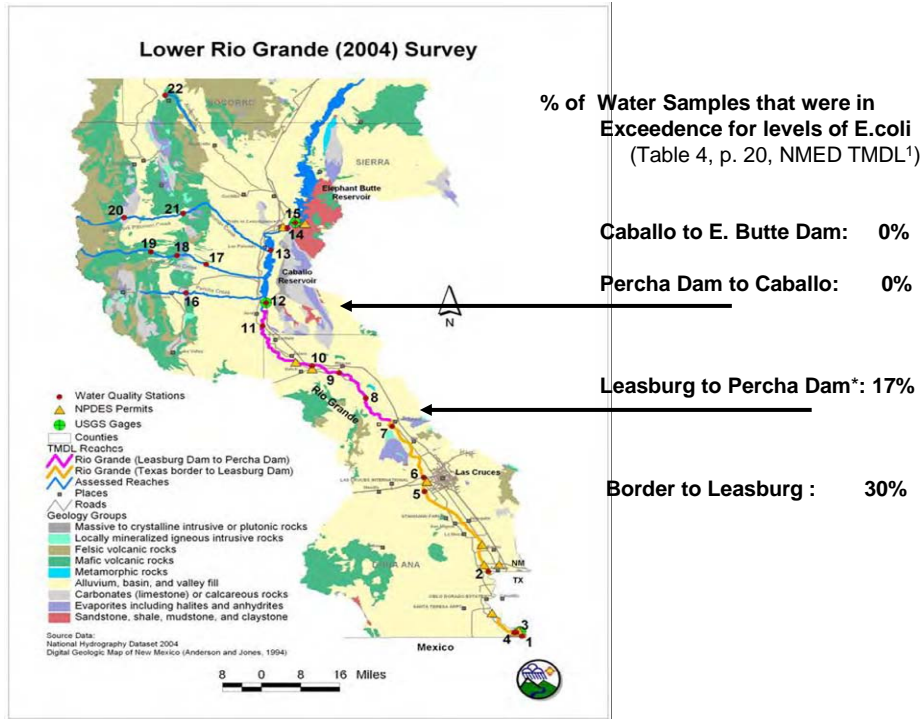 Lower Rio Grande (2004) Survey
% of Water Samples that were in
Exceedence for levels of E.coli
(Table 4, p. 20, NMED TMDL¹)
Caballo to E. Butte Dam: 0%
Percha Dam to Caballo: 0%
Leasburg to Percha Dam*: 17%
Border to Leasburg : 30%
22
SOCORRO
SIERRA
Elephant Butte
Reservoir
20
21
15
14
19
18
17
13
Caballo
Reservoir
16
12
11
N
10
9
Rio Grande
8
7
6
Las Cruces
5
2
NM
TX
3
4
1
Mexico
Water Quality Stations
NPDES Permits
USGS Gages
Counties
TMDL Reaches
Rio Grande (Leasburg Dam to Percha Dam)
Rio Grande (Texas border to Leasburg Dam)
Assessed Reaches
Places
Roads
Geology Groups
Massive to crystalline intrusive or plutonic rocks
Locally mineralized igneous intrusive rocks
Felsic volcanic rocks
Mafic volcanic rocks
Metamorphic rocks
Alluvium, basin, and valley fill
Carbonates (limestone) or calcareous rocks
Evaporites including halites and anhydrites
Sandstone, shale, mudstone, and claystone
Source Data:
National Hydrography Dataset 2004
Digital Geologic Map of New Mexico (Anderson and Jones, 1994)
8 0 8 16 Miles